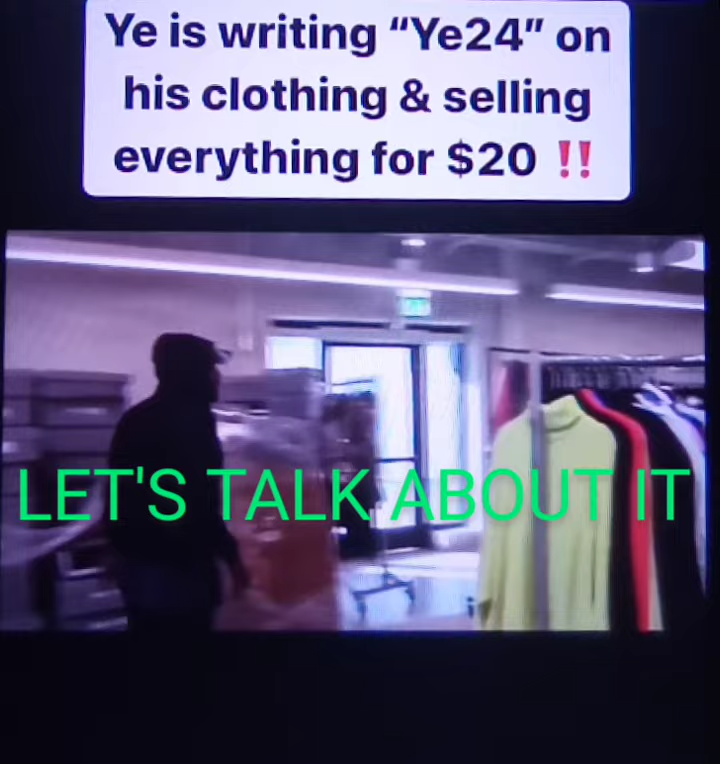 Ye is writing “Ye24” on
his clothing & selling
everything for $20 ‼️
LET'S TALK ABOUT IT